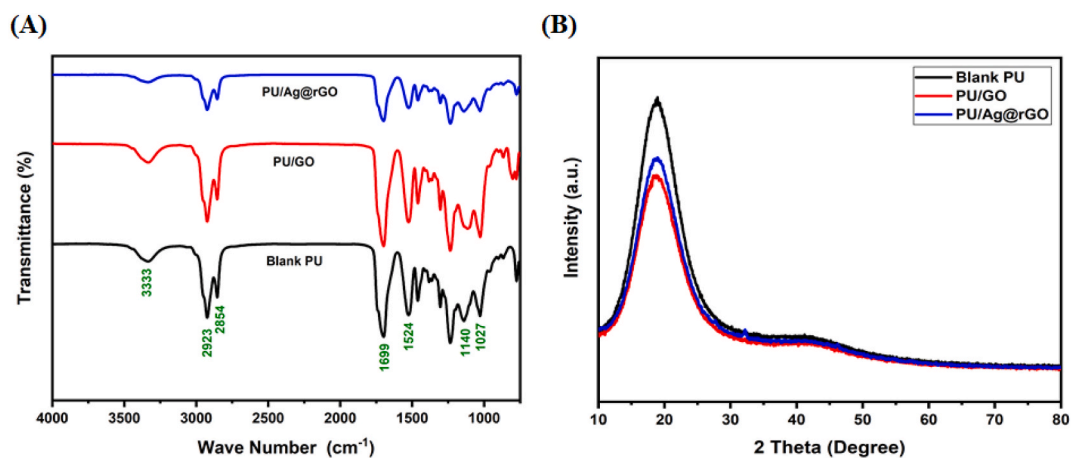 (A)
(B)
Transmittance (%)
PU/Ag@rGO
PU/GO
Blank PU
3333
2923
2854
1699
1524
1140
1027
4000 3500 3000 2500 2000 1500 1000
Wave Number (cm-1)
Intensity (a.u.)
Blank PU
PU/GO
PU/Ag@rGO
10 20 30 40 50 60 70 80
2 Theta (Degree)